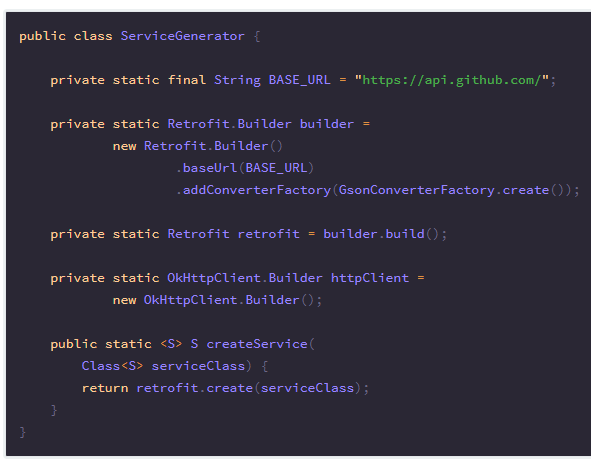 public class ServiceGenerator {
private static final String BASE_URL = "https://api.github.com/";
private static Retrofit.Builder builder =
new Retrofit.Builder()
.baseUrl(BASE_URL)
.addConverterFactory(GsonConverterFactory.create());
private static Retrofit retrofit = builder.build();
private static OkHttpClient.Builder httpClient =
new OkHttpClient.Builder();
public static <S> S createService(
Class<S> serviceClass) {
return retrofit.create(serviceClass);
}
}